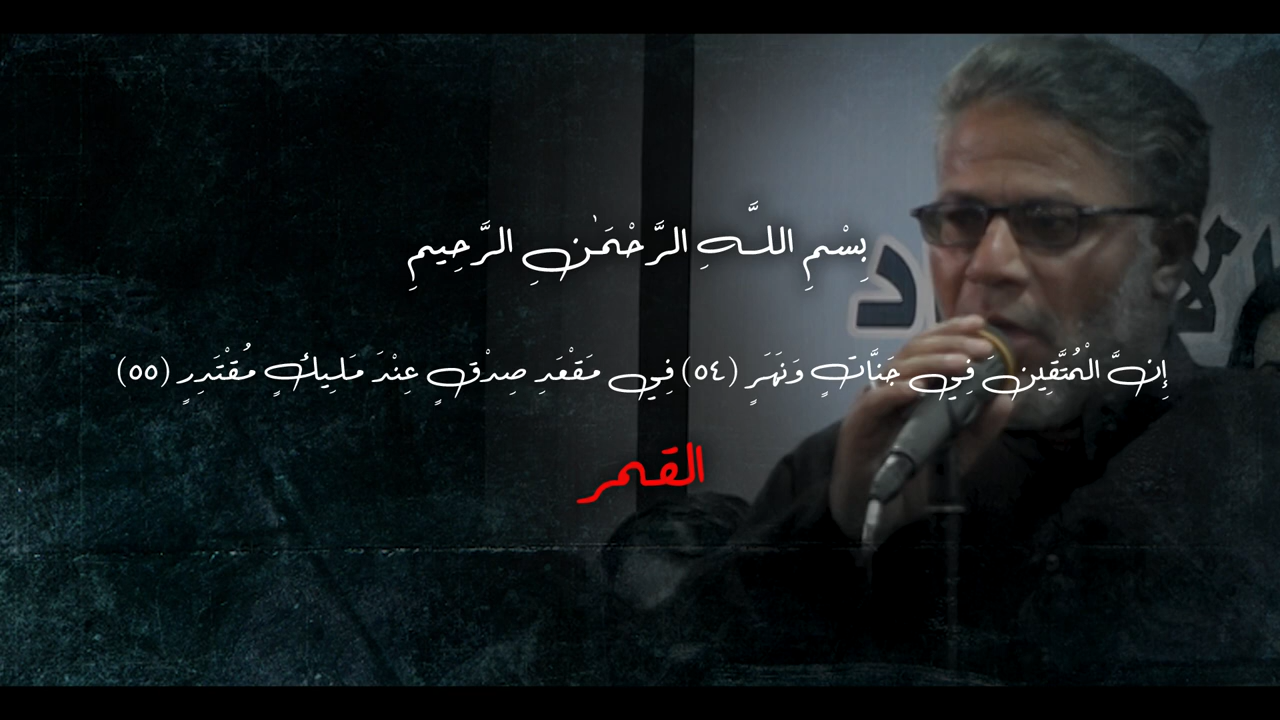 بِسْمِ اللَّـهِ الرَّحْمَـٰنِ الرَّحِيمِ
إِنَّ الْمُتَّقِينَ فِي جَنَّاتٍ وَنَهَرٍ (٥٤) فِي مَقْعَدِ صِدْقٍ عِنْدَ مَلِيكٍ مُقْتَدِرٍ (٥٥)
القمر